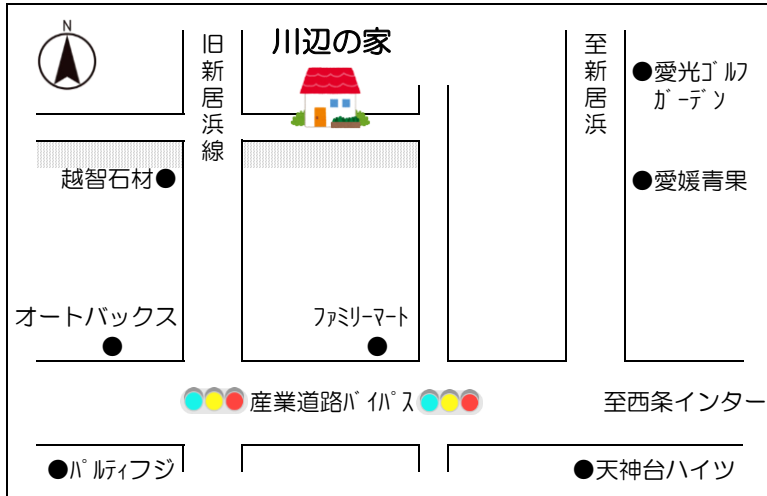 N
旧新居浜線
川辺の家
至新居浜
●愛光ｺﾞﾙﾌ
ｶﾞｰﾃﾞﾝ
越智石材●
●愛媛青果
オートバックス
ﾌｧﾐﾘｰﾏｰﾄ
産業道路ﾊﾞｲﾊﾟｽ
至西条インター
●ﾊﾟﾙﾃｨフジ
●天神台ハイツ